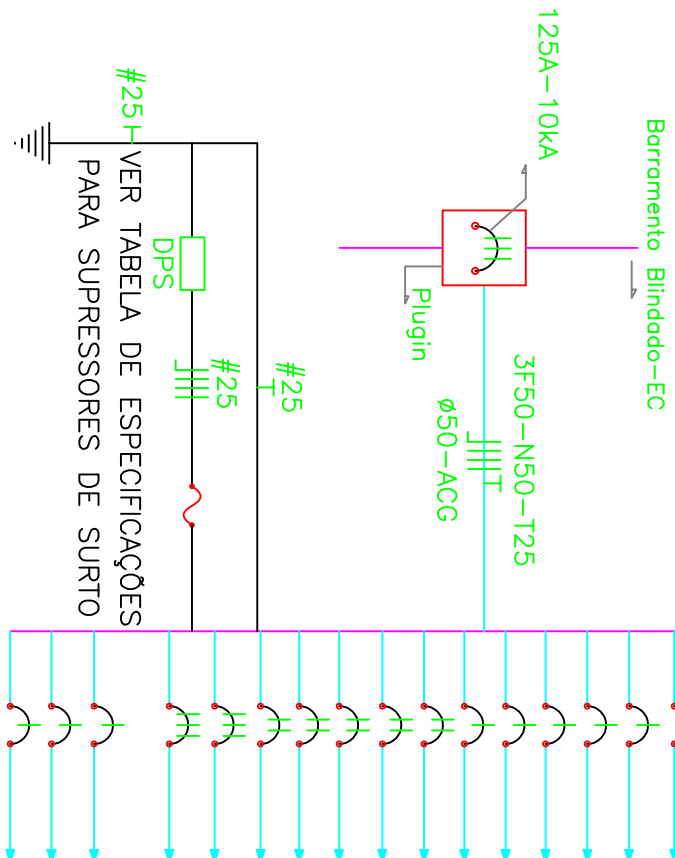 Barramento Blindado-EC
125A-10kA
Plugin
3F50-N50-T25
T
ø50-ACG
#25
T
#25
DPS
#25
VER TABELA DE ESPECIFICAÇÕES
PARA SUPRESSORES DE SURTO